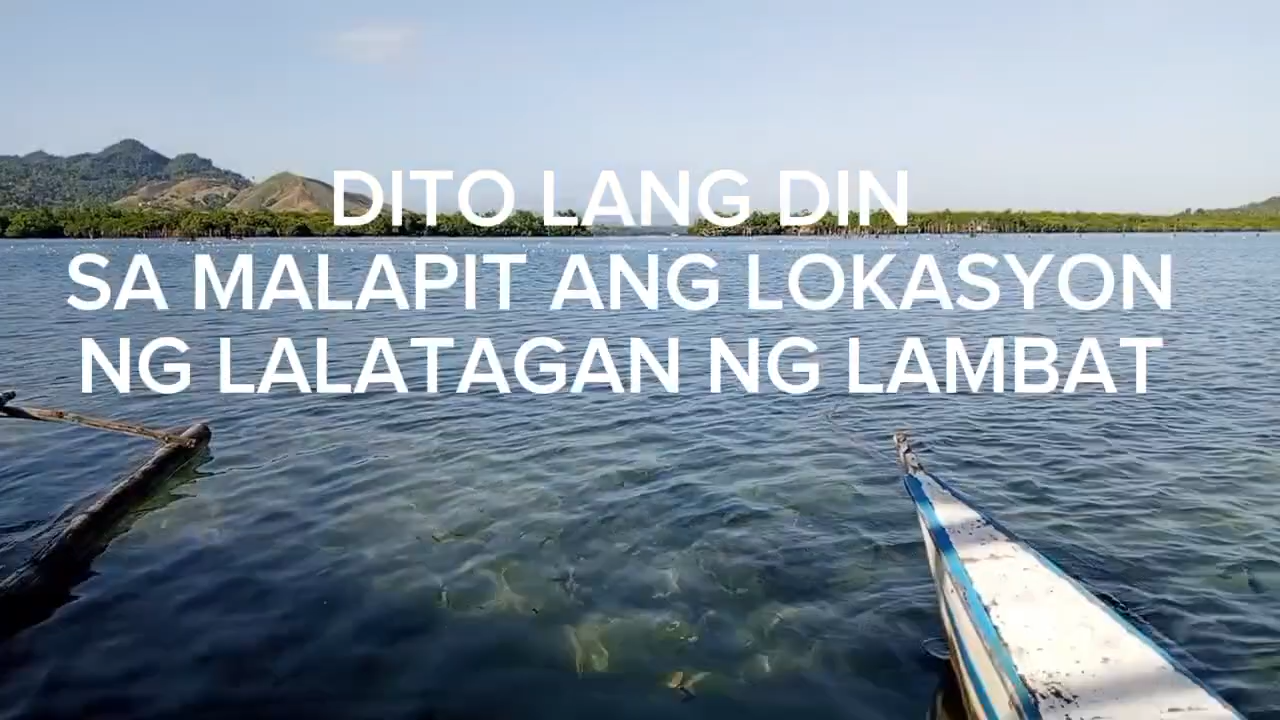 DITO LANG DIN
SA MALAPIT ANG LOKASYON
NG LALATAGAN NG LAMBAT